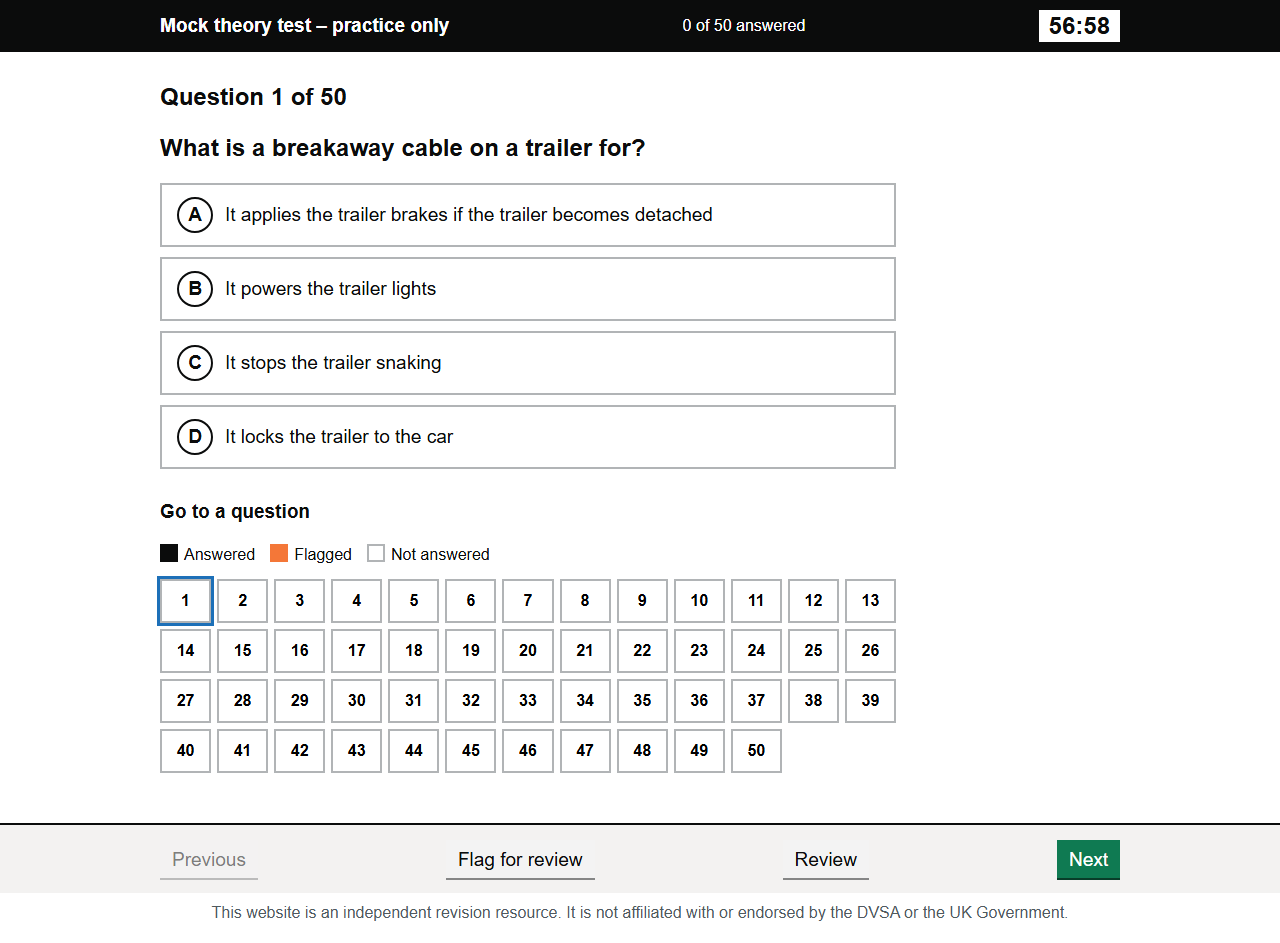 Mock theory test – practice only 0 of 50 answered 56:58
Question 1 of 50
What is a breakaway cable on a trailer for?
A It applies the trailer brakes if the trailer becomes detached
B It powers the trailer lights
C It stops the trailer snaking
D It locks the trailer to the car
Go to a question
Answered Flagged Not answered
1 2 3 4 5 6 7 8 9 10 11 12 13
14 15 16 17 18 19 20 21 22 23 24 25 26
27 28 29 30 31 32 33 34 35 36 37 38 39
40 41 42 43 44 45 46 47 48 49 50
Previous Flag for review Review Next
This website is an independent revision resource. It is not affiliated with or endorsed by the DVSA or the UK Government.